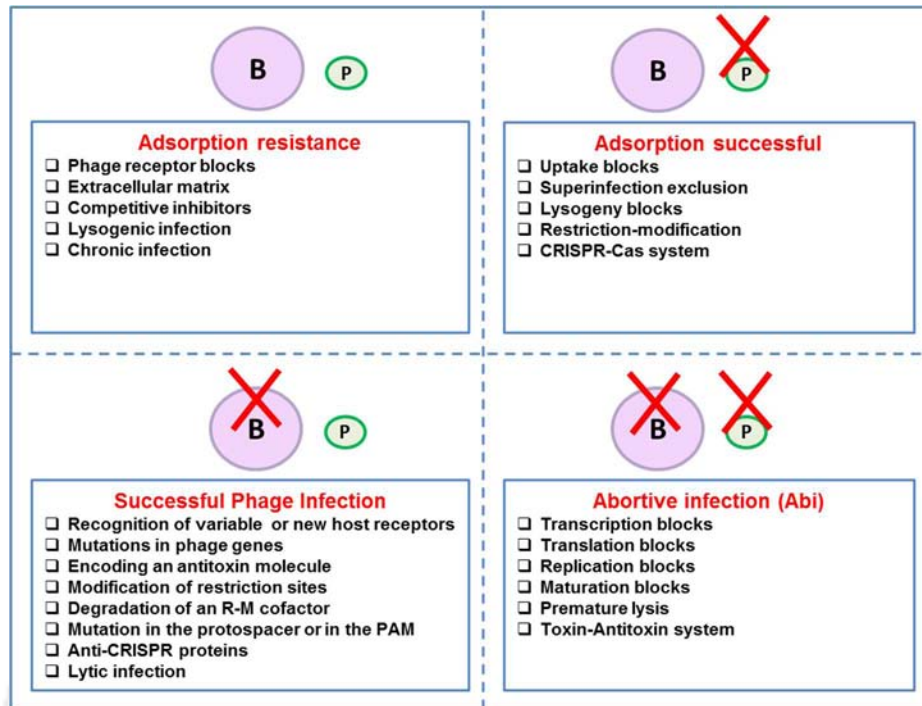 B P
Adsorption resistance
❑ Phage receptor blocks
❑ Extracellular matrix
❑ Competitive inhibitors
❑ Lysogenic infection
❑ Chronic infection
B P
Adsorption successful
❑ Uptake blocks
❑ Superinfection exclusion
❑ Lysogeny blocks
❑ Restriction-modification
❑ CRISPR-Cas system
B P
Successful Phage Infection
❑ Recognition of variable or new host receptors
❑ Mutations in phage genes
❑ Encoding an antitoxin molecule
❑ Modification of restriction sites
❑ Degradation of an R-M cofactor
❑ Mutation in the protospacer or in the PAM
❑ Anti-CRISPR proteins
❑ Lytic infection
B P
Abortive infection (Abi)
❑ Transcription blocks
❑ Translation blocks
❑ Replication blocks
❑ Maturation blocks
❑ Premature lysis
❑ Toxin-Antitoxin system